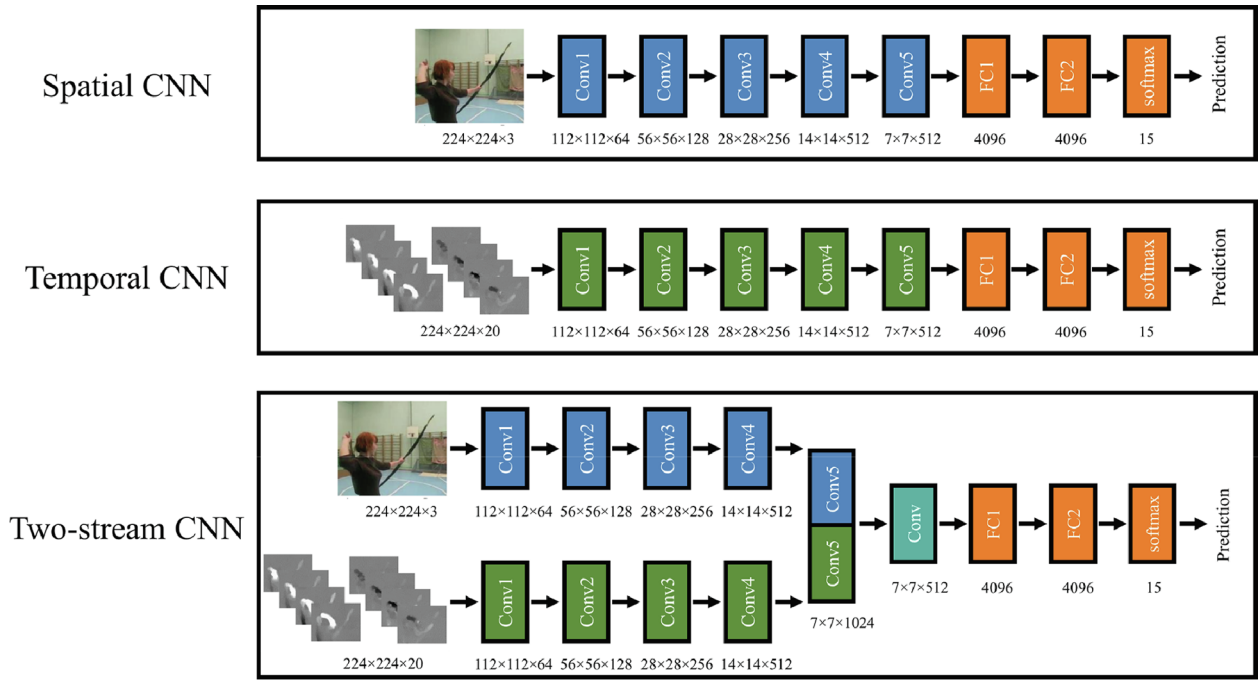 Spatial CNN
Conv1
Conv2
Conv3
Conv4
Conv5
FC1
FC2
softmax
Prediction
224×224×3
112×112×64
56×56×128
28×28×256
14×14×512
7×7×512
4096
4096
15
Temporal CNN
Conv1
Conv2
Conv3
Conv4
Conv5
FC1
FC2
softmax
Prediction
224×224×20
112×112×64
56×56×128
28×28×256
14×14×512
7×7×512
4096
4096
15
Two-stream CNN
Conv1
Conv2
Conv3
Conv4
224×224×3
112×112×64
56×56×128
28×28×256
14×14×512
Conv1
Conv2
Conv3
Conv4
224×224×20
112×112×64
56×56×128
28×28×256
14×14×512
Conv5
Conv5
7×7×1024
Conv
FC1
FC2
softmax
Prediction
7×7×512
4096
4096
15